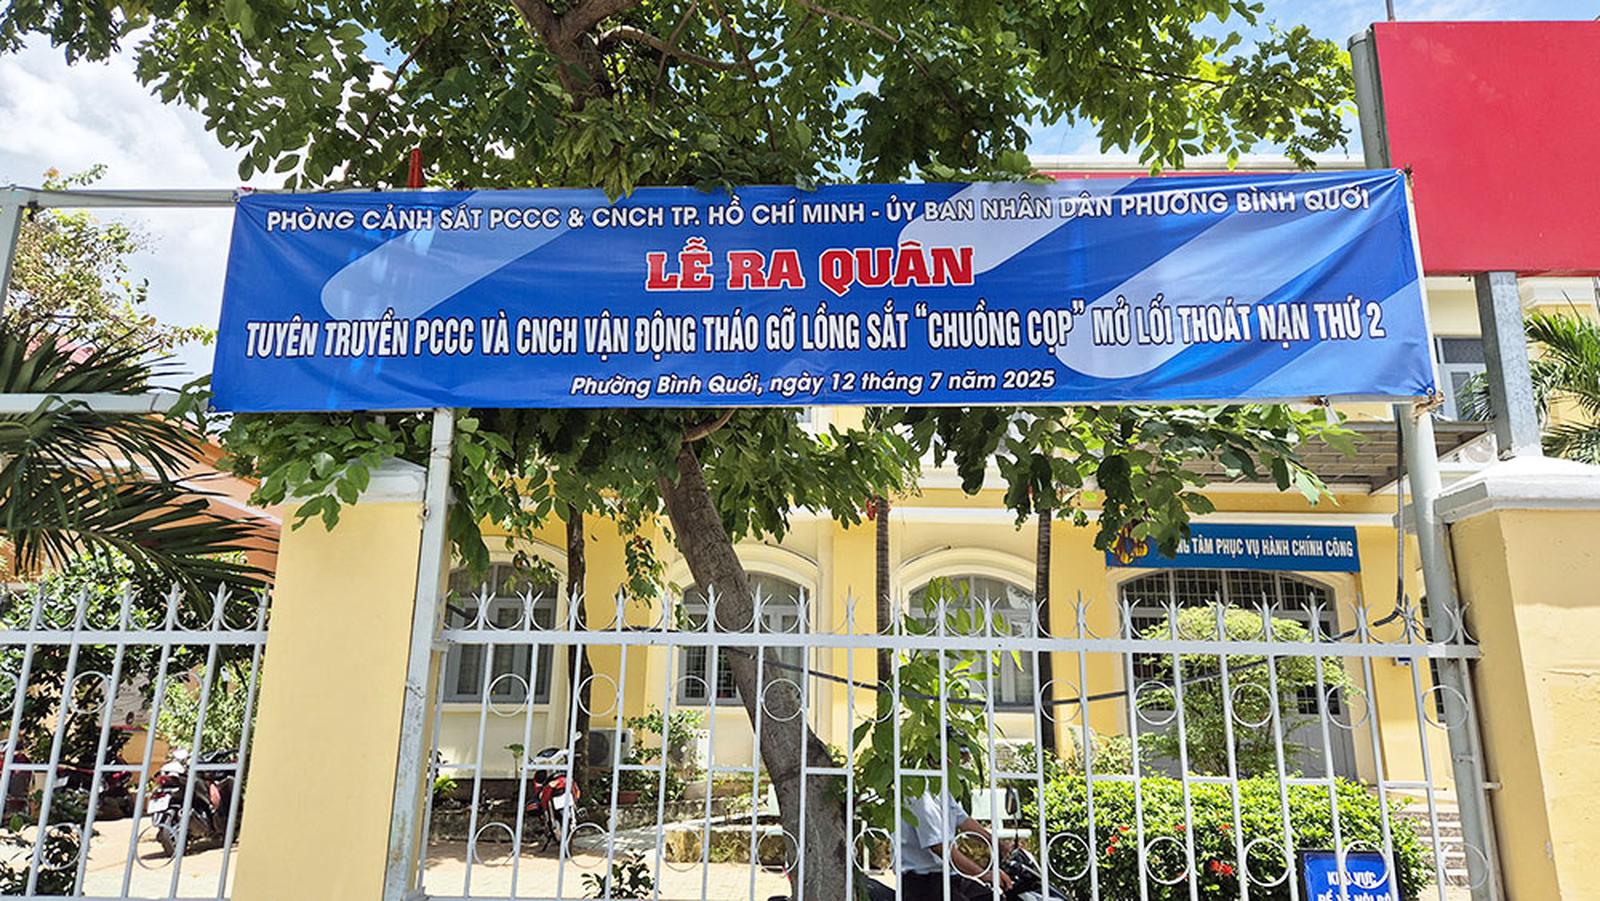 PHÒNG CẢNH SÁT PCCC & CNCH TP. HỒ CHÍ MINH - ỦY BAN NHÂN DÂN PHƯỜNG BÌNH QUỚI
LỄ RA QUÂN
TUYÊN TRUYỀN PCCC VÀ CNCH VẬN ĐỘNG THÁO GỠ LỒNG SẮT "CHUỒNG CỌP" MỞ LỐI THOÁT NẠN THỨ 2
Phường Bình Quới, ngày 12 tháng 7 năm 2025
TÂM PHỤC VỤ HÀNH CHÍNH CÔNG
KHU VỰC